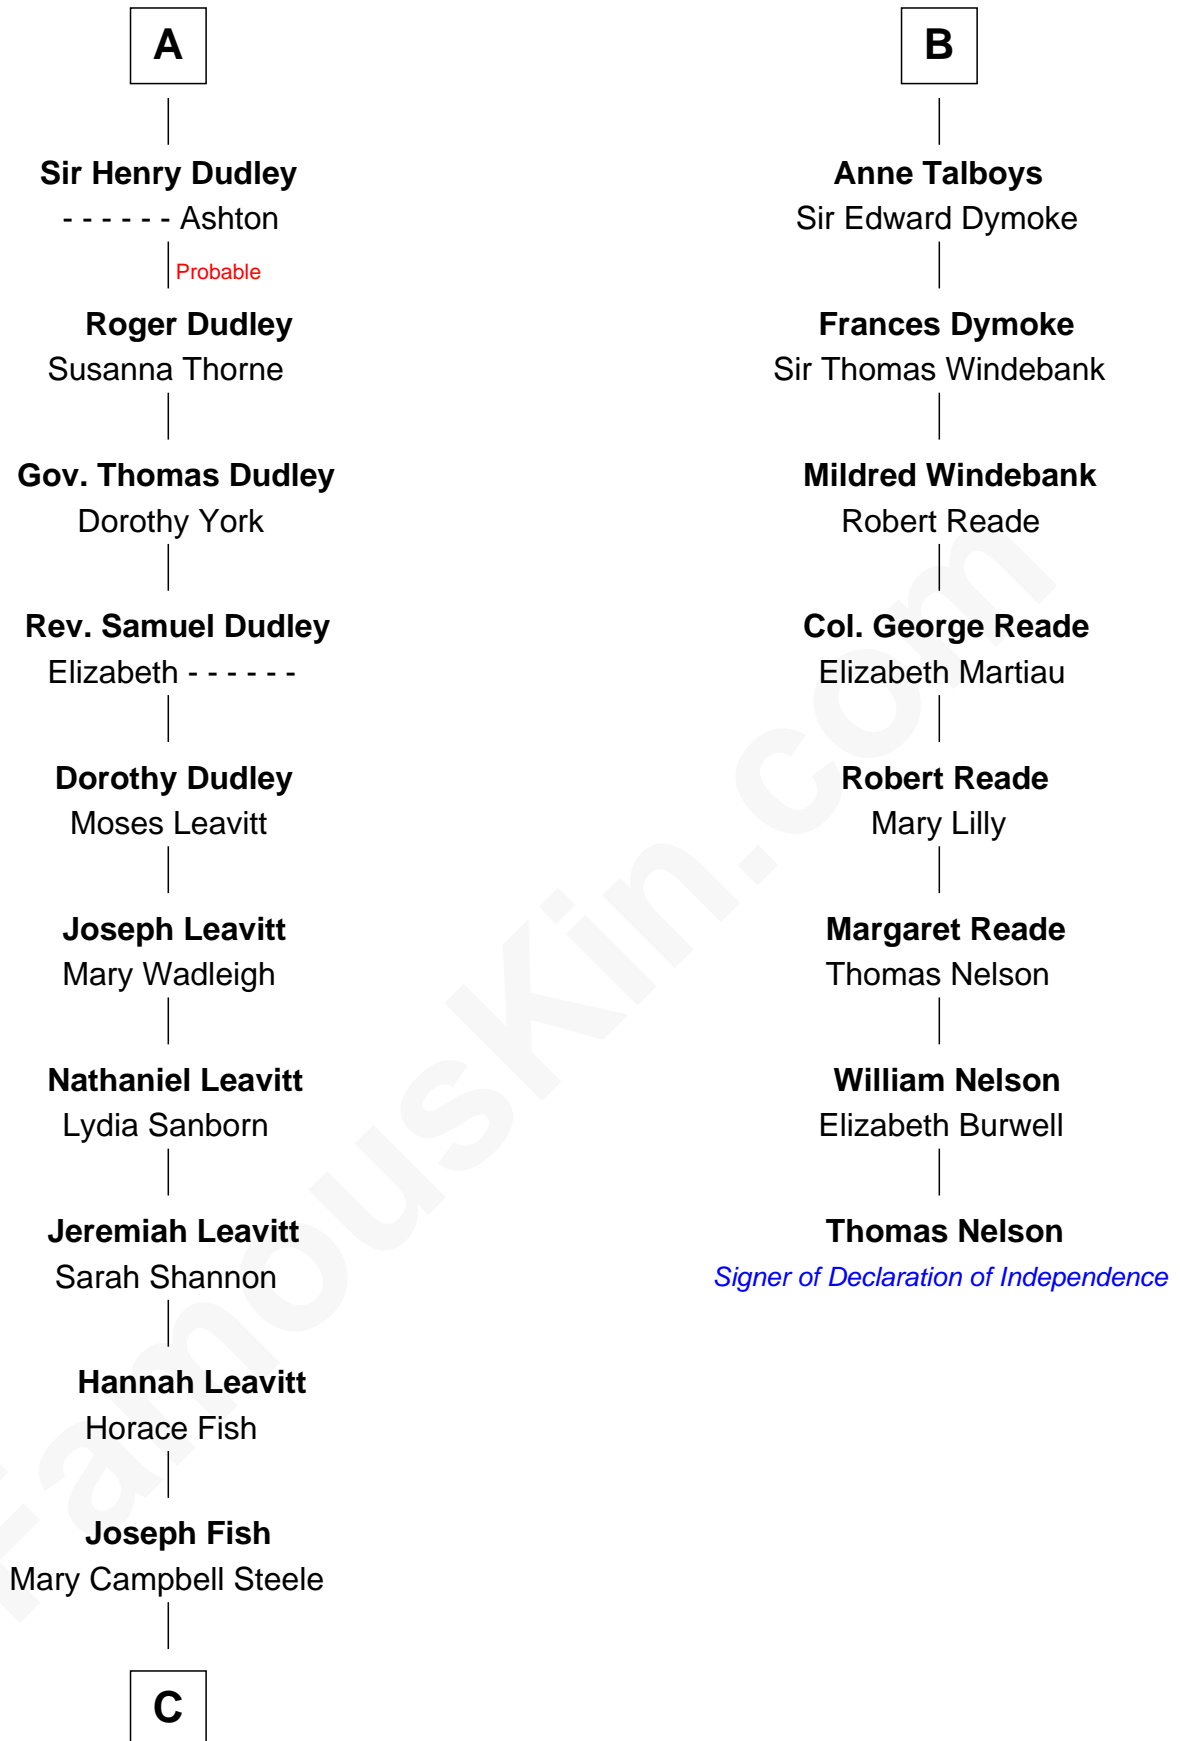 A
Sir Henry Dudley
- - - - - - Ashton
Probable
Roger Dudley
Susanna Thorne
Gov. Thomas Dudley
Dorothy York
Rev. Samuel Dudley
Elizabeth - - - - - -
Dorothy Dudley
Moses Leavitt
Joseph Leavitt
Mary Wadleigh
Nathaniel Leavitt
Lydia Sanborn
Jeremiah Leavitt
Sarah Shannon
Hannah Leavitt
Horace Fish
Joseph Fish
Mary Campbell Steele
C
B
Anne Talboys
Sir Edward Dymoke
Frances Dymoke
Sir Thomas Windebank
Mildred Windebank
Robert Reade
Col. George Reade
Elizabeth Martiau
Robert Reade
Mary Lilly
Margaret Reade
Thomas Nelson
William Nelson
Elizabeth Burwell
Thomas Nelson
Signer of Declaration of Independence
FamousKin.com